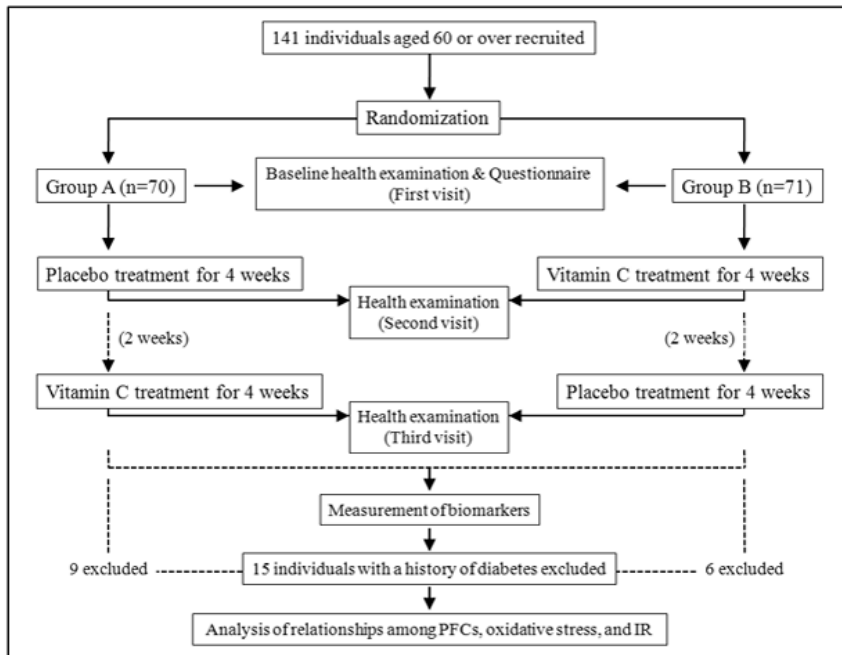 141 individuals aged 60 or over recruited
Randomization
Group A (n=70)
Baseline health examination & Questionnaire
(First visit)
Group B (n=71)
Placebo treatment for 4 weeks
Vitamin C treatment for 4 weeks
Health examination
(Second visit)
(2 weeks)
(2 weeks)
Vitamin C treatment for 4 weeks
Placebo treatment for 4 weeks
Health examination
(Third visit)
Measurement of biomarkers
9 excluded
15 individuals with a history of diabetes excluded
6 excluded
Analysis of relationships among PFCs, oxidative stress, and IR